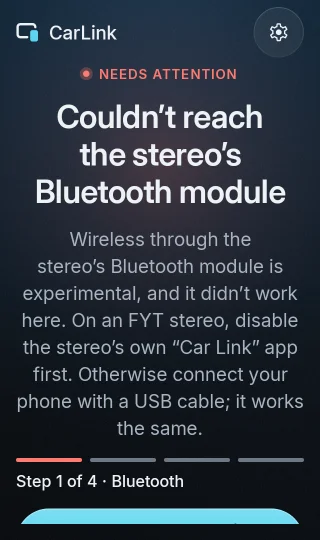 CarLink
NEEDS ATTENTION
Couldn’t reach
the stereo’s
Bluetooth module
Wireless through the
stereo’s Bluetooth module is
experimental, and it didn’t work
here. On an FYT stereo, disable
the stereo’s own “Car Link” app
first. Otherwise connect your
phone with a USB cable; it works
the same.
Step 1 of 4 · Bluetooth